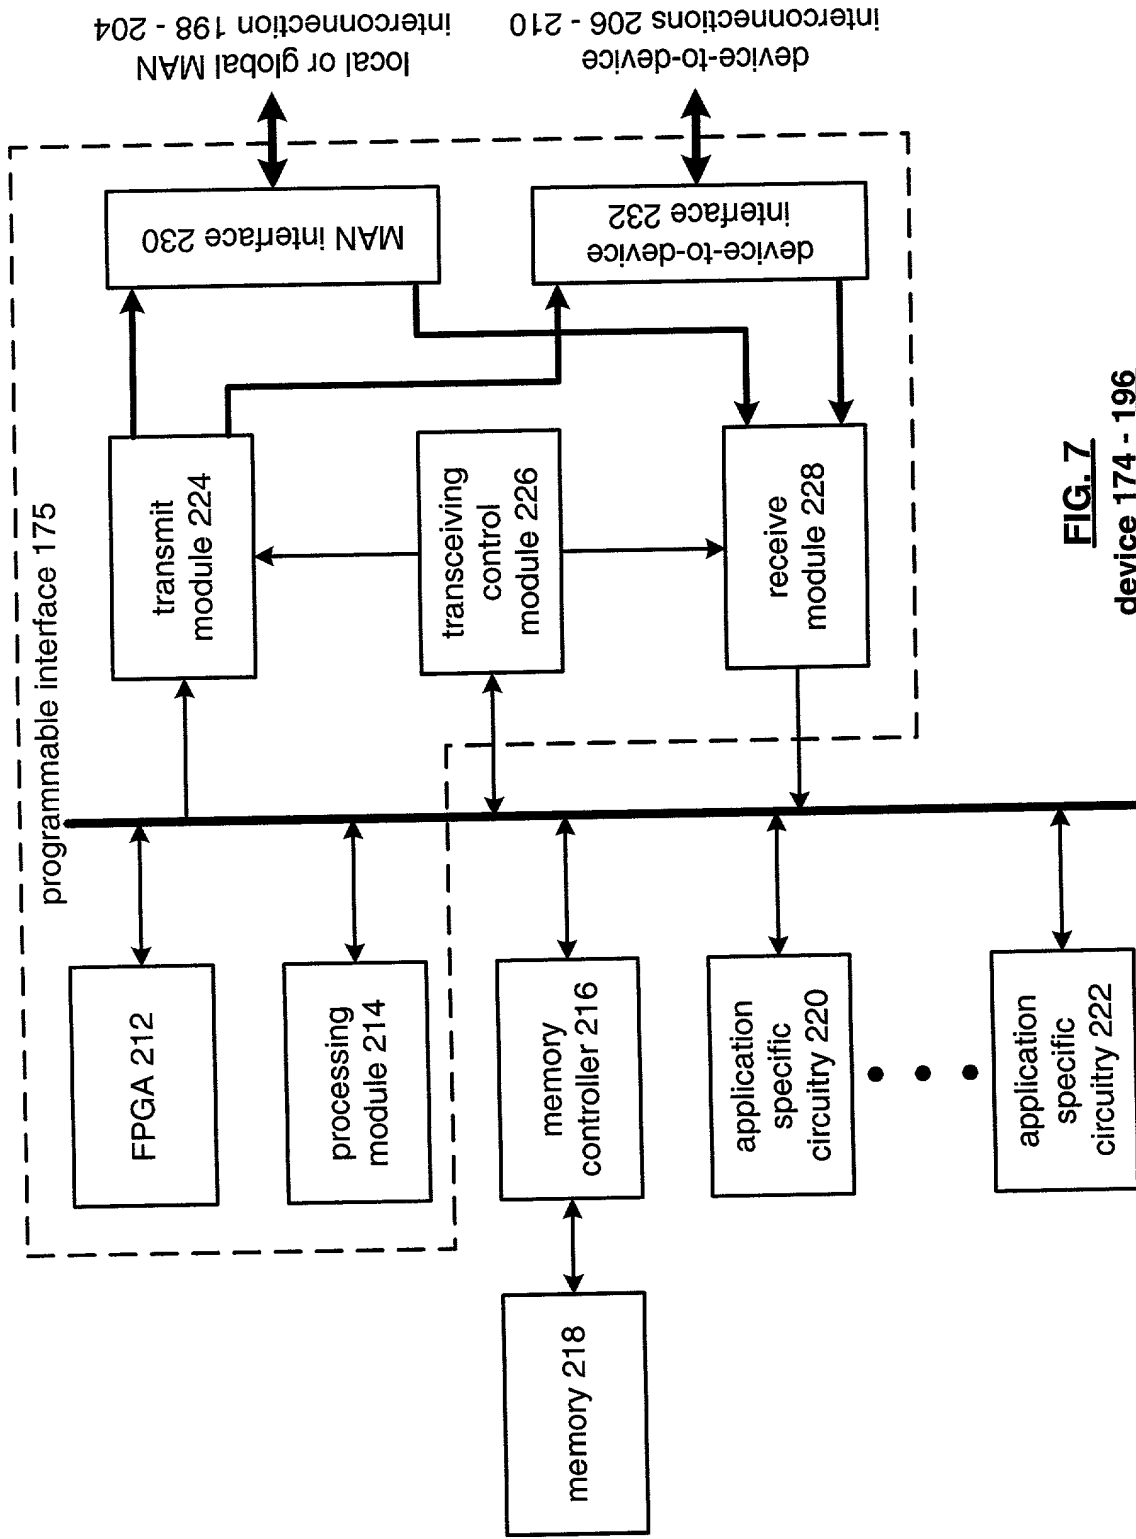 interconnection 198 - 204
local or global MAN
interconnections 206 - 210
device-to-device
programmable interface 175
MAN interface 230
interface 232
device-to-device
transmit
module 224
transceiving
control
module 226
receive
module 228
FPGA 212
processing
module 214
memory
controller 216
application
specific
circuitry 220
application
specific
circuitry 222
memory 218
FIG. 7
device 174 - 196